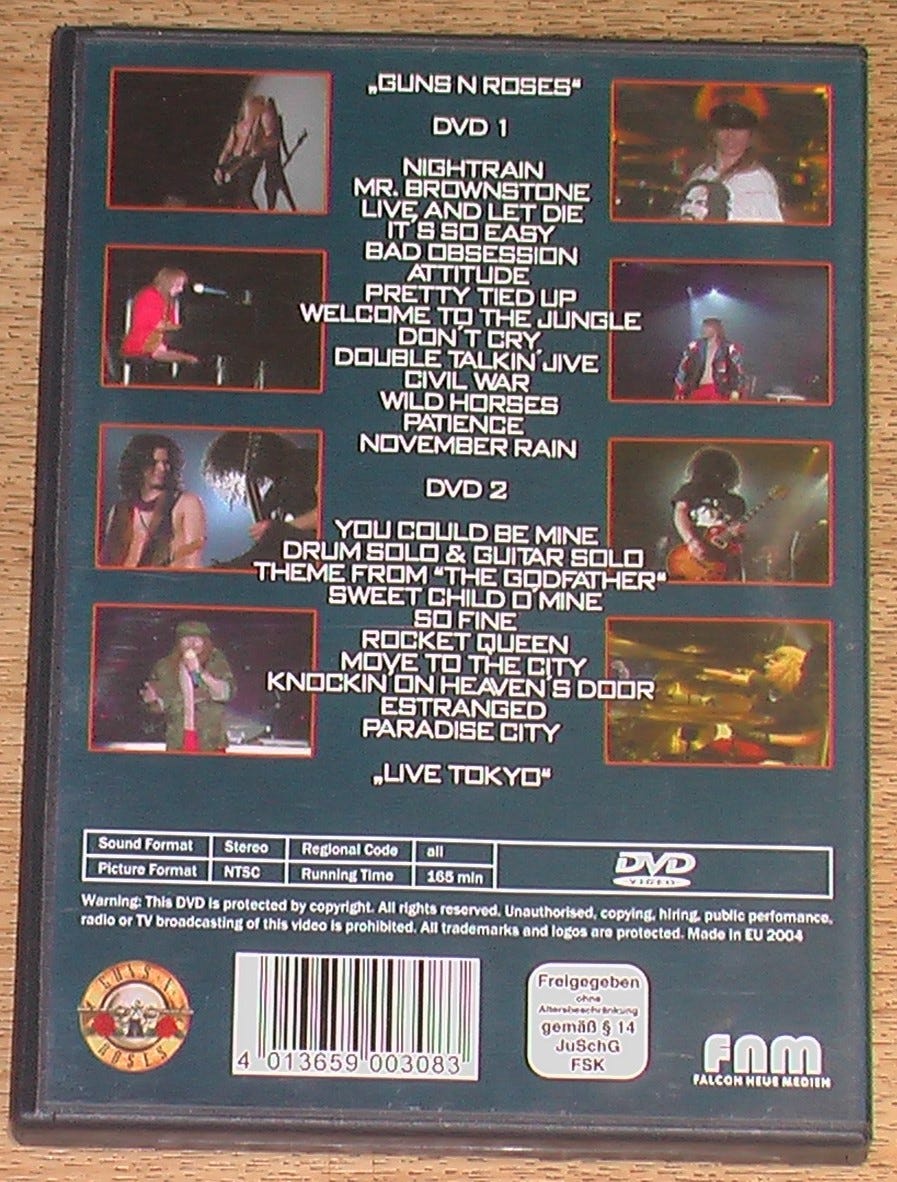 „GUNS N ROSES“
DVD 1
NIGHTRAIN
MR. BROWNSTONE
LIVE AND LET DIE
IT´S SO EASY
BAD OBSESSION
ATTITUDE
PRETTY TIED UP
WELCOME TO THE JUNGLE
DON´T CRY
DOUBLE TALKIN´JIVE
CIVIL WAR
WILD HORSES
PATIENCE
NOVEMBER RAIN
DVD 2
YOU COULD BE MINE
DRUM SOLO & GUITAR SOLO
THEME FROM “THE GODFATHER“
SWEET CHILD O´MINE
SO FINE
ROCKET QUEEN
MOVE TO THE CITY
KNOCKIN´ON HEAVEN´S DOOR
ESTRANGED
PARADISE CITY
„LIVE TOKYO“
Sound Format Stereo Regional Code all
Picture Format NTSC Running Time 165 min
DVD
VIDEO
Warning: This DVD is protected by copyright. All rights reserved. Unauthorised, copying, hiring, public perfomance,
radio or TV broadcasting of this video is prohibited. All trademarks and logos are protected. Made in EU 2004
GUNS N
ROSES
4 013659 003083
Freigegeben
ohne
Altersbeschränkung
gemäß § 14
JuSchG
FSK
FNM
FALCON NEUE MEDIEN